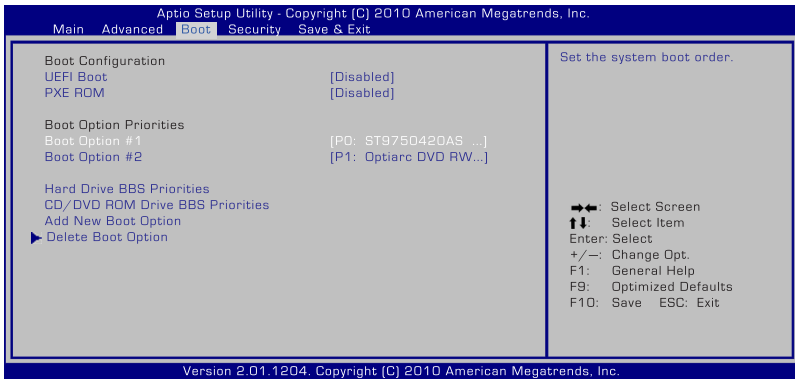 Aptio Setup Utility - Copyright (C) 2010 American Megatrends, Inc.
Main Advanced Boot Security Save & Exit
Boot Configuration
UEFI Boot [Disabled]
PXE ROM [Disabled]
Boot Option Priorities
Boot Option #1 [P0: ST9750420AS ...]
Boot Option #2 [P1: Optiarc DVD RW...]
Hard Drive BBS Priorities
CD/DVD ROM Drive BBS Priorities
Add New Boot Option
Delete Boot Option
Set the system boot order.
→←: Select Screen
↑↓: Select Item
Enter: Select
+/—: Change Opt.
F1: General Help
F9: Optimized Defaults
F10: Save ESC: Exit
Version 2.01.1204. Copyright (C) 2010 American Megatrends, Inc.